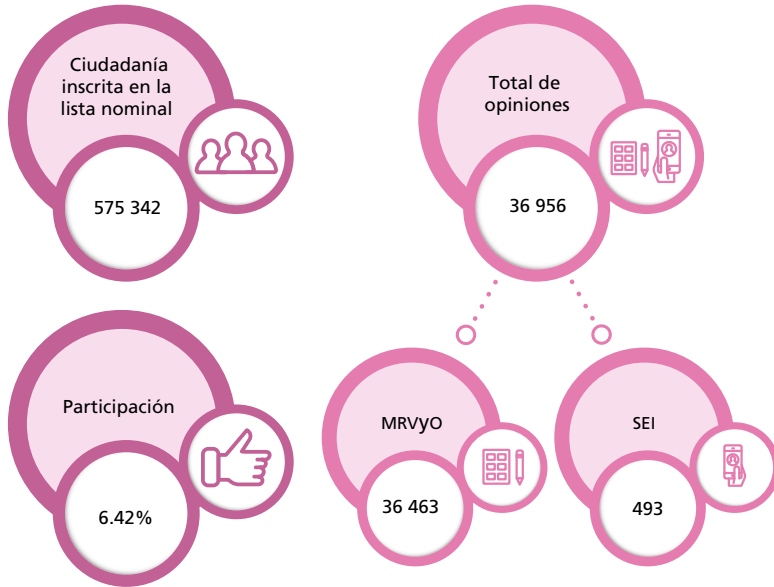 Ciudadanía
inscrita en la
lista nominal
575 342
Total de
opiniones
36 956
Participación
6.42%
MRVyO
36 463
SEI
493